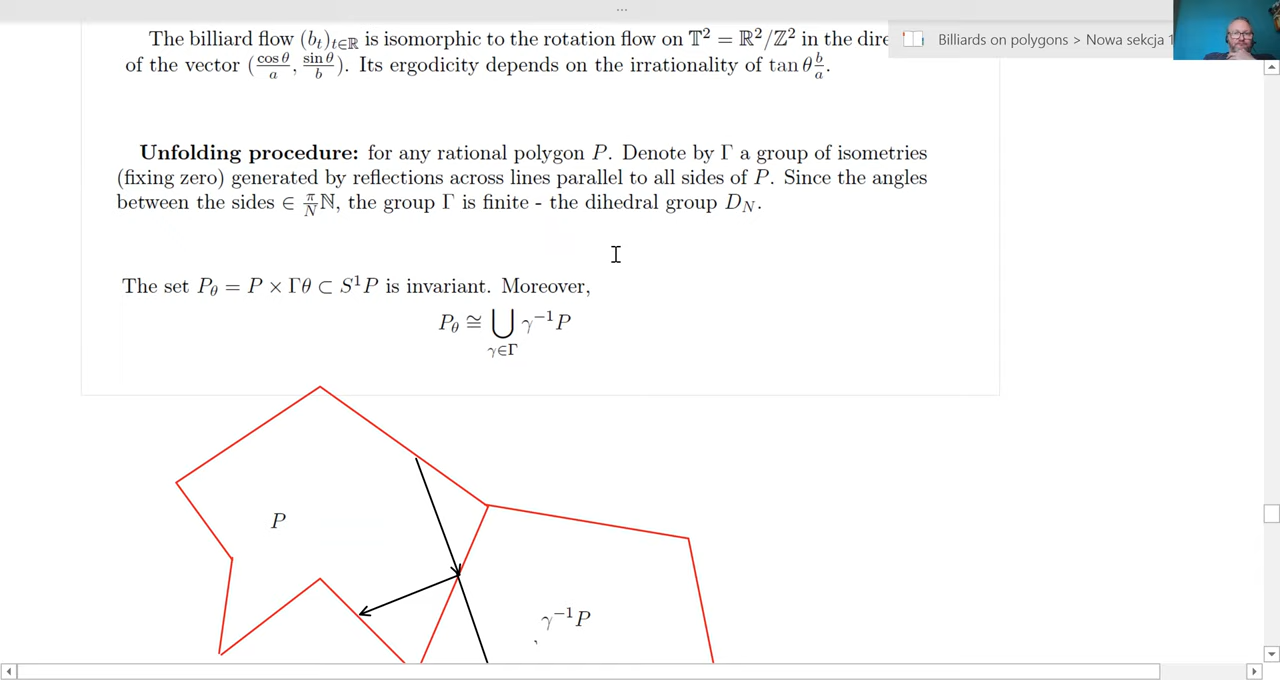 ...
The billiard flow (b_t)_{t∈ℝ} is isomorphic to the rotation flow on 𝕋² = ℝ²/ℤ² in the dire
Billiards on polygons > Nowa sekcja 1
of the vector (cos θ/a, sin θ/b). Its ergodicity depends on the irrationality of tan θ b/a.
Unfolding procedure: for any rational polygon P. Denote by Γ a group of isometries
(fixing zero) generated by reflections across lines parallel to all sides of P. Since the angles
between the sides ∈ π/N ℕ, the group Γ is finite - the dihedral group D_N.
The set P_θ = P × Γθ ⊂ S¹P is invariant. Moreover,
P_θ ≅ ⋃_{γ∈Γ} γ⁻¹P
P
γ⁻¹P